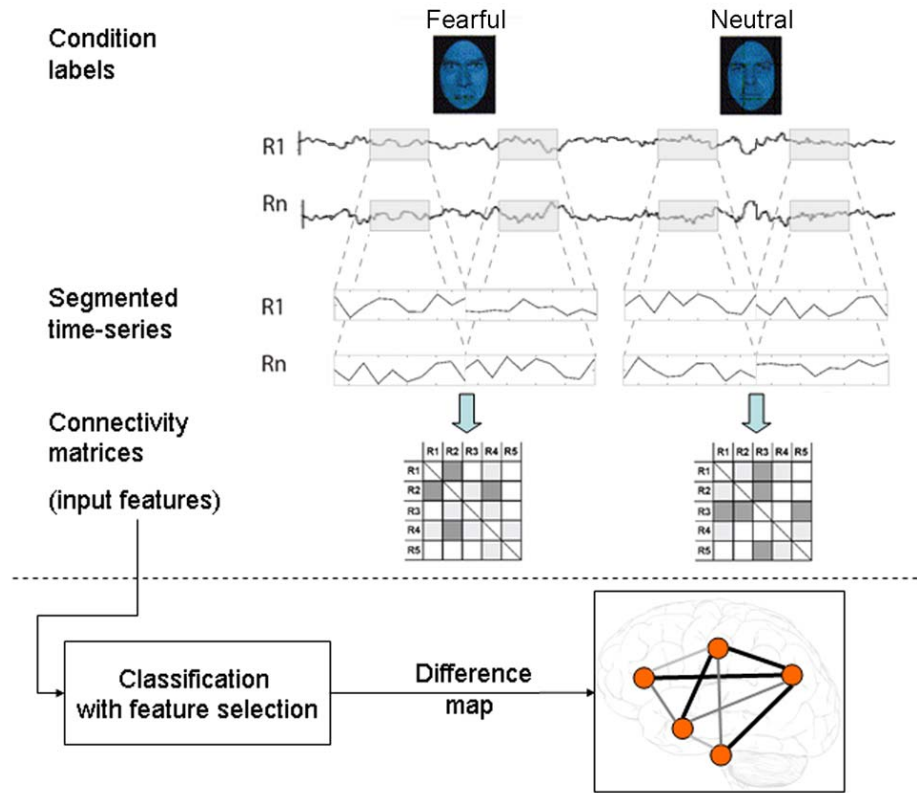 Condition
labels
Fearful
Neutral
R1
Rn
Segmented
time-series
R1
Rn
Connectivity
matrices
(input features)
R1 R2 R3 R4 R5
R1
R2
R3
R4
R5
R1 R2 R3 R4 R5
R1
R2
R3
R4
R5
Classification
with feature selection
Difference
map